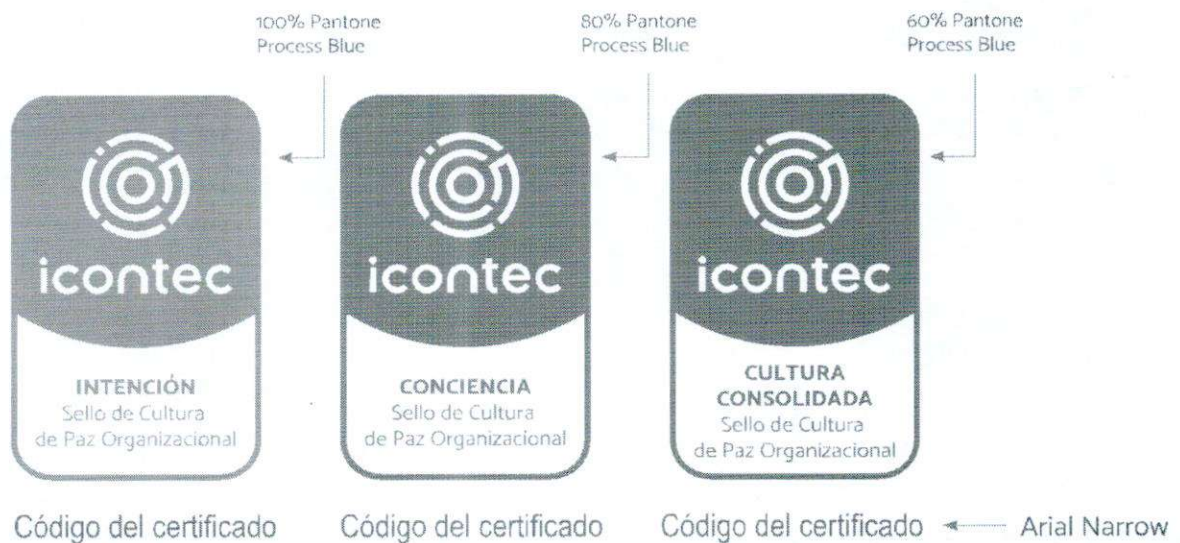 100% Pantone
Process Blue
80% Pantone
Process Blue
60% Pantone
Process Blue
icontec
INTENCIÓN
Sello de Cultura
de Paz Organizacional
icontec
CONCIENCIA
Sello de Cultura
de Paz Organizacional
icontec
CULTURA
CONSOLIDADA
Sello de Cultura
de Paz Organizacional
Código del certificado
Código del certificado
Código del certificado
Arial Narrow